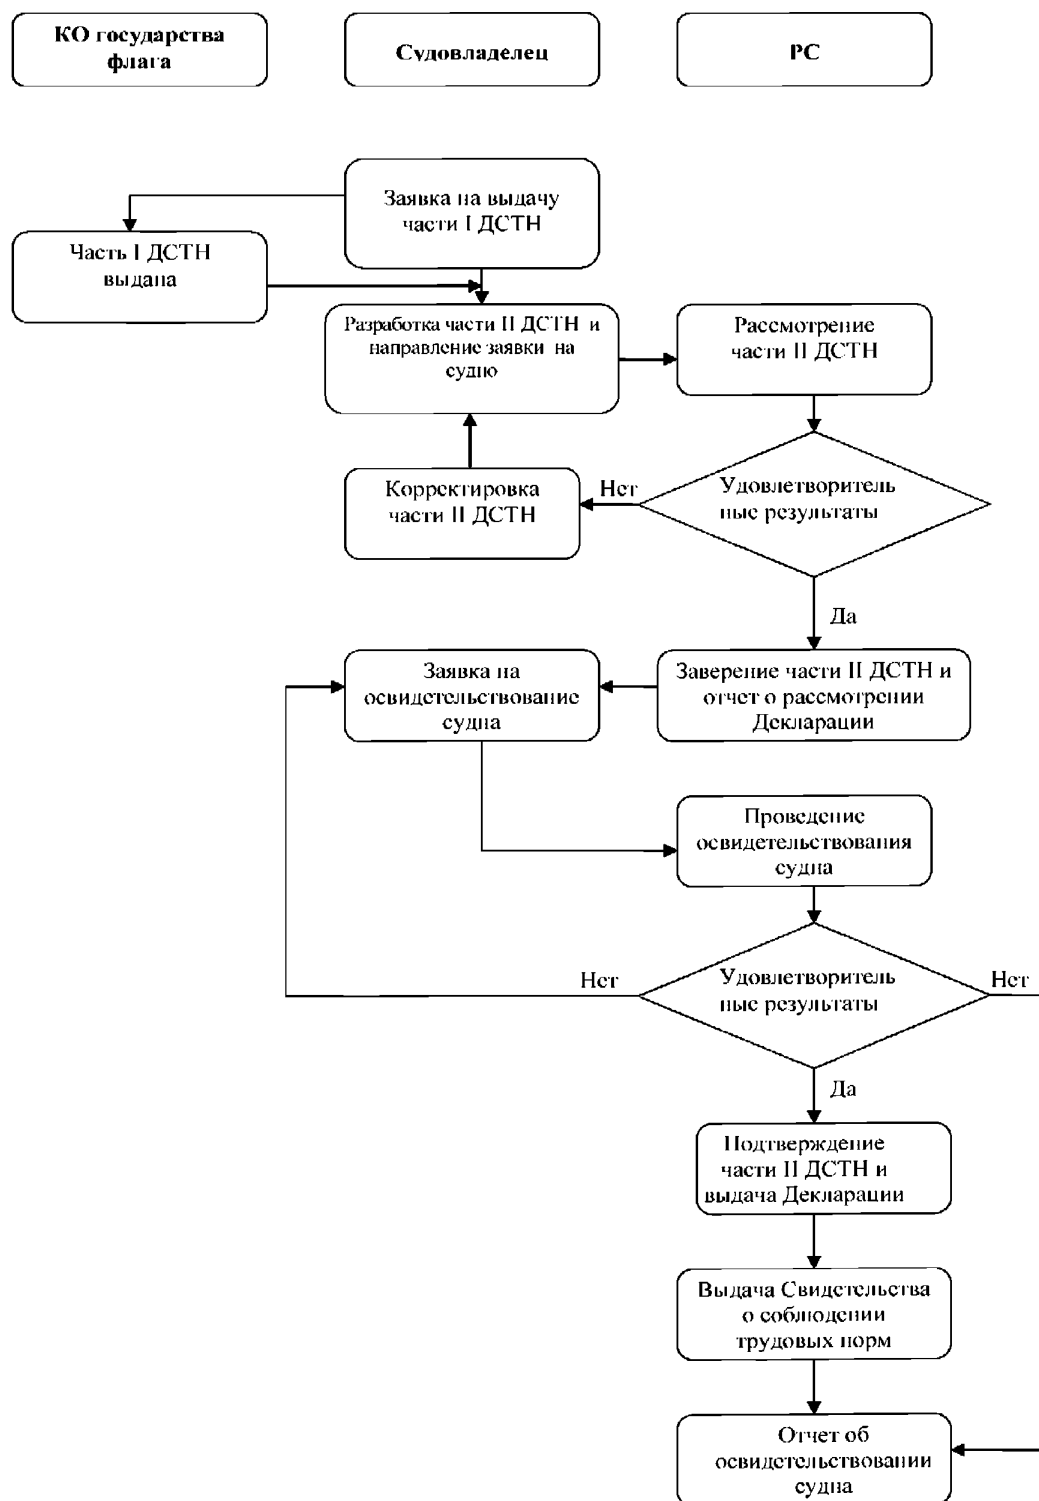 КО государства
флага
Судовладелец
РС
Заявка на выдачу
части I ДСТН
Часть I ДСТН
выдана
Разработка части II ДСТН и
направление заявки на
судно
Рассмотрение
части II ДСТН
Корректировка
части II ДСТН
Нет
Удовлетворитель
ные результаты
Да
Заявка на
освидетельствование
судна
Заверение части II ДСТН и
отчет о рассмотрении
Декларации
Проведение
освидетельствования
судна
Нет
Удовлетворитель
ные результаты
Нет
Да
Подтверждение
части II ДСТН и
выдача Декларации
Выдача Свидетельства
о соблюдении
трудовых норм
Отчет об
освидетельствовании
судна